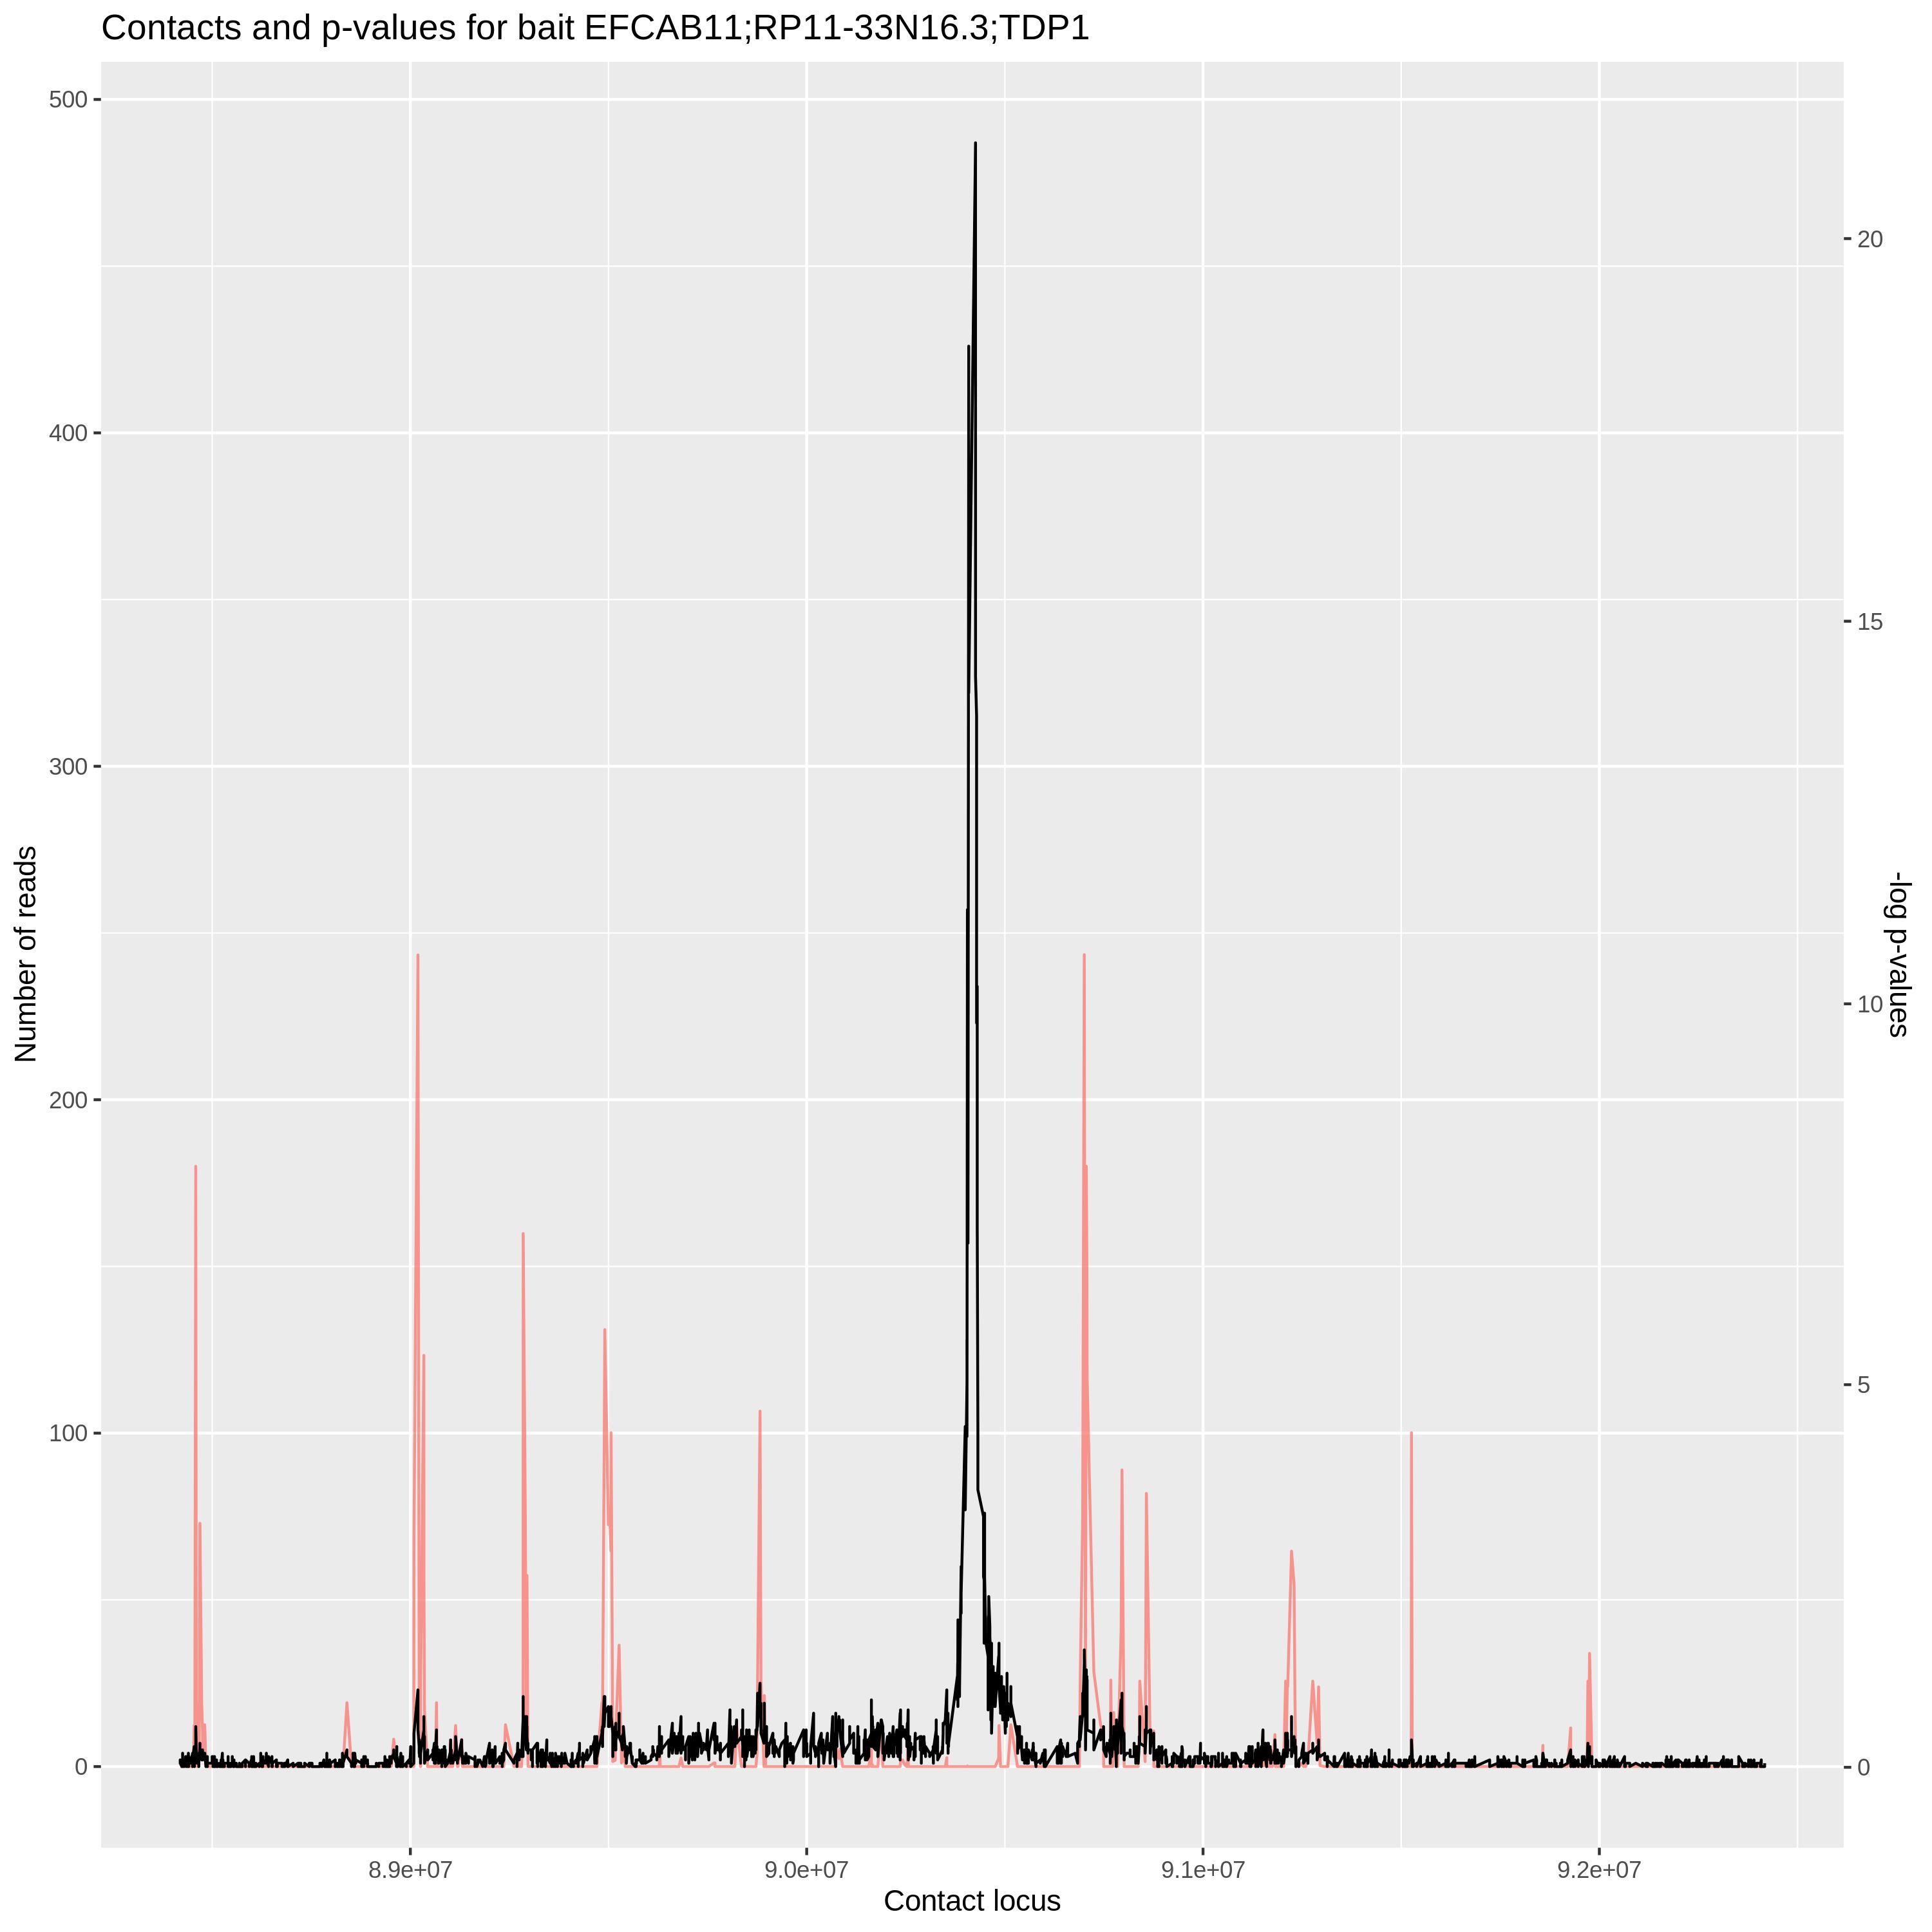 Contacts and p-values for bait EFCAB11;RP11-33N16.3;TDP1
500
400
300
200
100
0
Number of reads
20
15
10
5
0
-log p-values
8.9e+07
9.0e+07
9.1e+07
9.2e+07
Contact locus